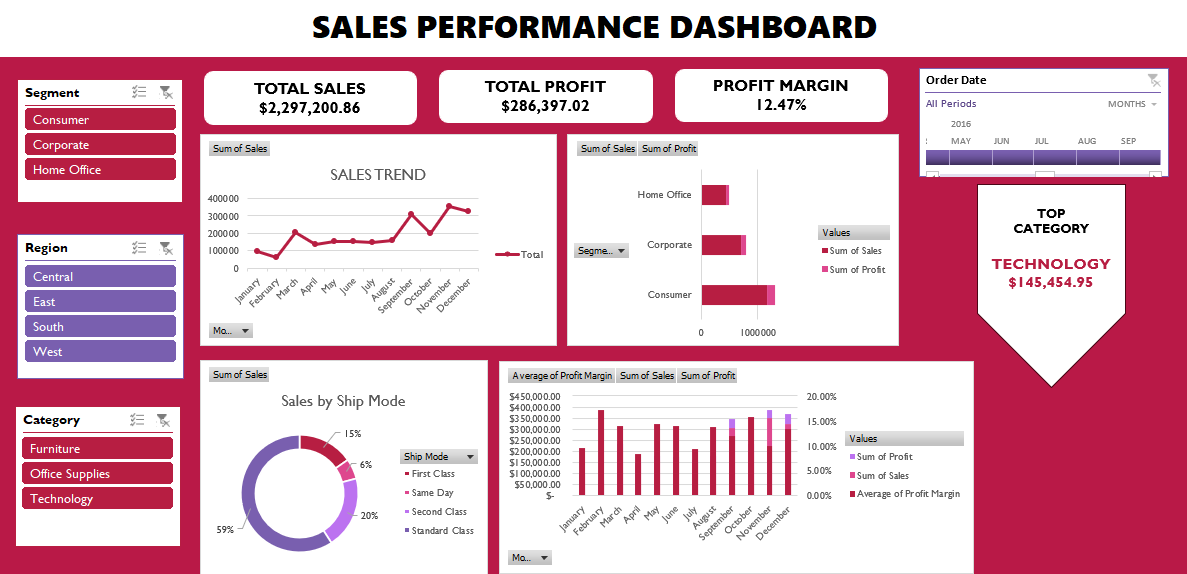 SALES PERFORMANCE DASHBOARD
Segment
Consumer
Corporate
Home Office
Region
Central
East
South
West
Category
Furniture
Office Supplies
Technology
TOTAL SALES
$2,297,200.86
TOTAL PROFIT
$286,397.02
PROFIT MARGIN
12.47%
Order Date
All Periods
MONTHS
2016
MAY JUN JUL AUG SEP
TOP
CATEGORY
TECHNOLOGY
$145,454.95
Sum of Sales
SALES TREND
400000
300000
200000
100000
0
January
February
March
April
May
June
July
August
September
October
November
December
Total
Mo...
Sum of Sales Sum of Profit
Home Office
Corporate
Consumer
0 1000000
Segme...
Values
Sum of Sales
Sum of Profit
Sum of Sales
Sales by Ship Mode
15%
6%
20%
59%
Ship Mode
First Class
Same Day
Second Class
Standard Class
Average of Profit Margin Sum of Sales Sum of Profit
$450,000.00
$400,000.00
$350,000.00
$300,000.00
$250,000.00
$200,000.00
$150,000.00
$100,000.00
$50,000.00
$-
20.00%
15.00%
10.00%
5.00%
0.00%
January
February
March
April
May
June
July
August
September
October
November
December
Values
Sum of Profit
Sum of Sales
Average of Profit Margin
Mo...